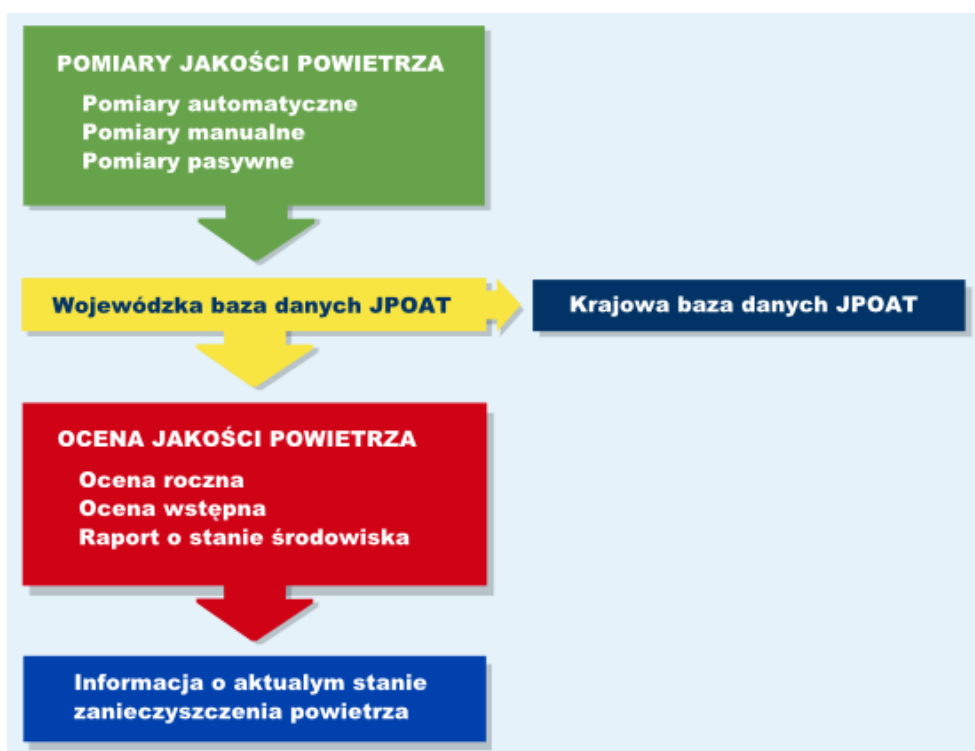 POMIARY JAKOŚCI POWIETRZA
Pomiary automatyczne
Pomiary manualne
Pomiary pasywne
Wojewódzka baza danych JPOAT
Krajowa baza danych JPOAT
OCENA JAKOŚCI POWIETRZA
Ocena roczna
Ocena wstępna
Raport o stanie środowiska
Informacja o aktualym stanie
zanieczyszczenia powietrza